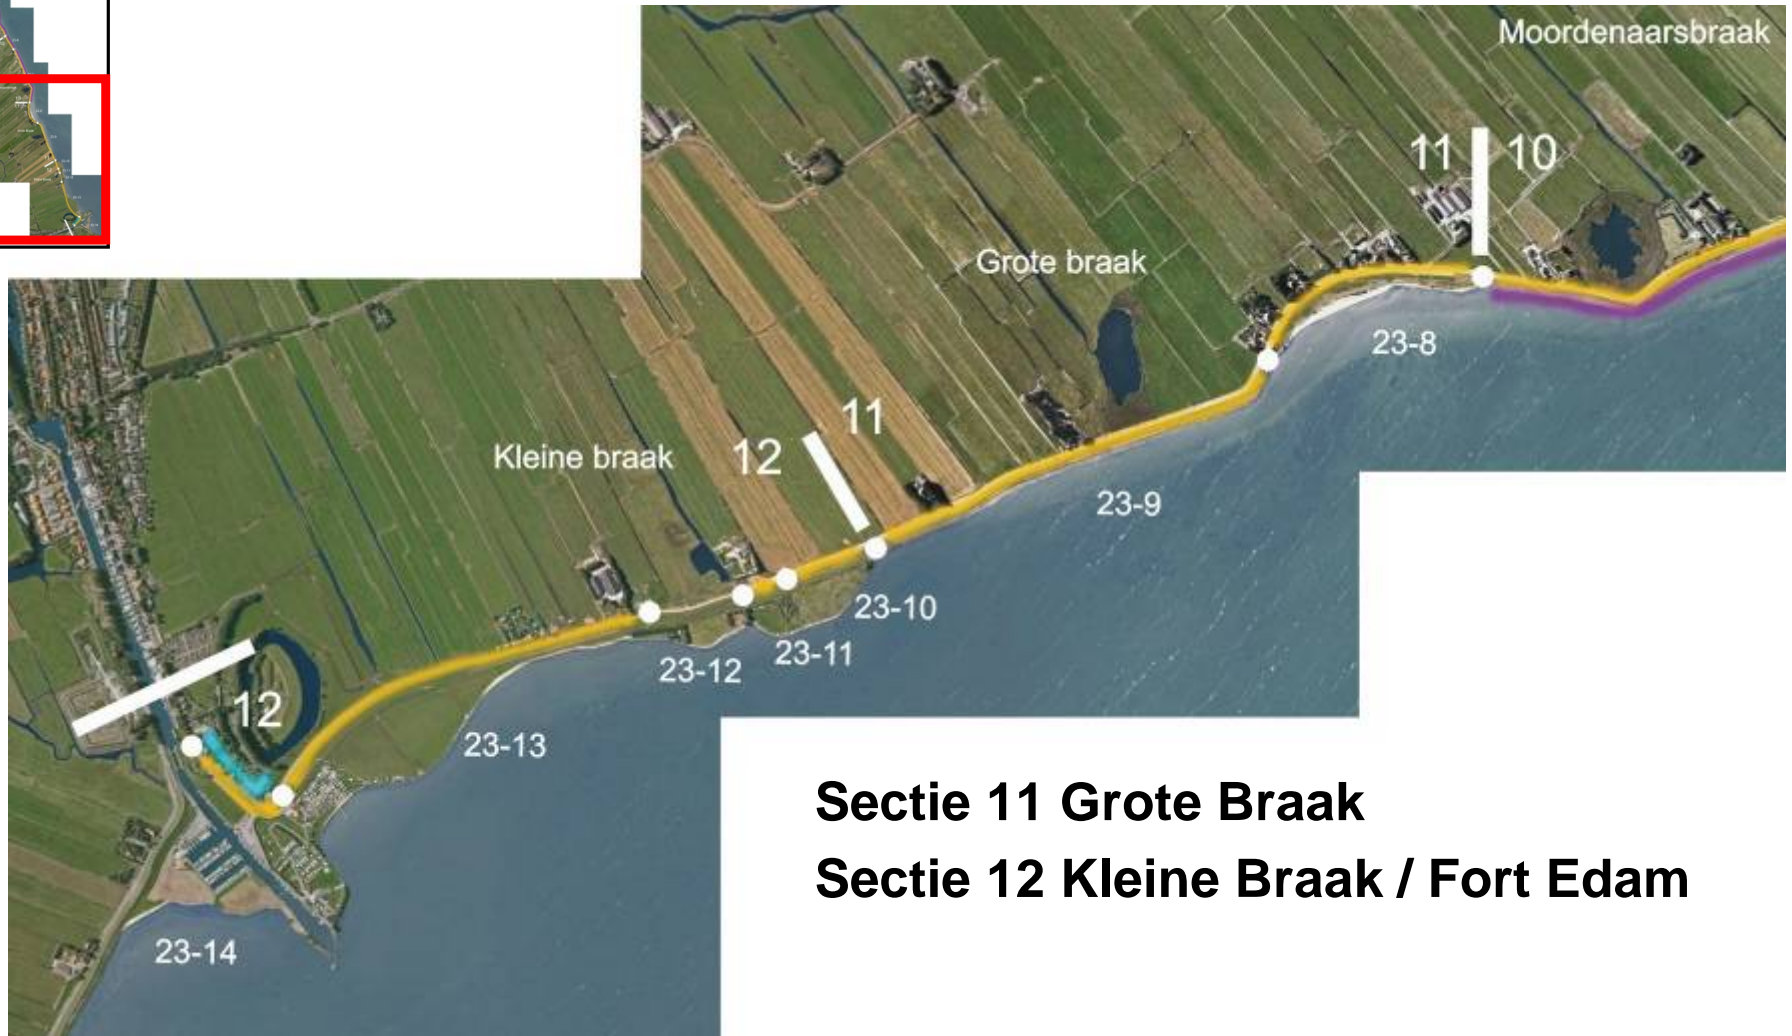 Moordenaarsbraak
11 10
Grote braak
23-8
11
12
Kleine braak
23-9
23-10
23-11
23-12
12
23-13
23-14
Sectie 11 Grote Braak
Sectie 12 Kleine Braak / Fort Edam